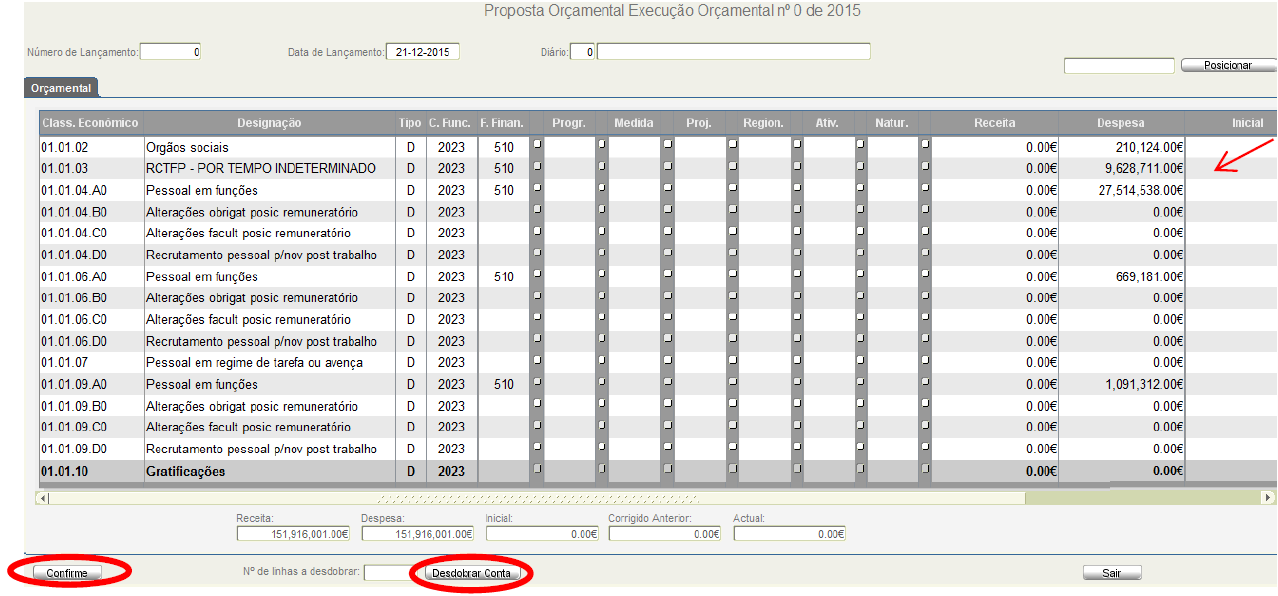 Proposta Orçamental Execução Orçamental nº 0 de 2015
Número de Lançamento: 0 Data de Lançamento: 21-12-2015 Diário: 0
Posicionar
Orçamental
Class. Económico Designação Tipo C. Func. F. Finan. Progr. Medida Proj. Region. Ativ. Natur. Receita Despesa Inicial
01.01.02 Orgãos sociais D 2023 510 0.00€ 210,124.00€
01.01.03 RCTFP - POR TEMPO INDETERMINADO D 2023 510 0.00€ 9,628,711.00€
01.01.04.A0 Pessoal em funções D 2023 510 0.00€ 27,514,538.00€
01.01.04.B0 Alterações obrigat posic remuneratório D 2023 0.00€ 0.00€
01.01.04.C0 Alterações facult posic remuneratório D 2023 0.00€ 0.00€
01.01.04.D0 Recrutamento pessoal p/nov post trabalho D 2023 0.00€ 0.00€
01.01.06.A0 Pessoal em funções D 2023 510 0.00€ 669,181.00€
01.01.06.B0 Alterações obrigat posic remuneratório D 2023 0.00€ 0.00€
01.01.06.C0 Alterações facult posic remuneratório D 2023 0.00€ 0.00€
01.01.06.D0 Recrutamento pessoal p/nov post trabalho D 2023 0.00€ 0.00€
01.01.07 Pessoal em regime de tarefa ou avença D 2023 0.00€ 0.00€
01.01.09.A0 Pessoal em funções D 2023 510 0.00€ 1,091,312.00€
01.01.09.B0 Alterações obrigat posic remuneratório D 2023 0.00€ 0.00€
01.01.09.C0 Alterações facult posic remuneratório D 2023 0.00€ 0.00€
01.01.09.D0 Recrutamento pessoal p/nov post trabalho D 2023 0.00€ 0.00€
01.01.10 Gratificações D 2023 0.00€ 0.00€
Receita: Despesa: Inicial: Corrigido Anterior: Actual:
151,916,001.00€ 151,916,001.00€ 0.00€ 0.00€ 0.00€
Confirme Nº de linhas a desdobrar: Desdobrar Conta Sair